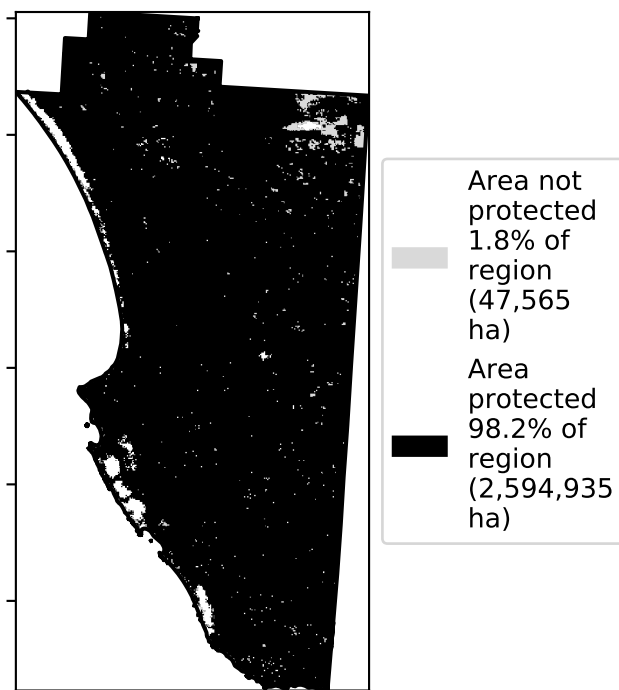 Area not
protected
1.8% of
region
(47,565
ha)
Area
protected
98.2% of
region
(2,594,935
ha)